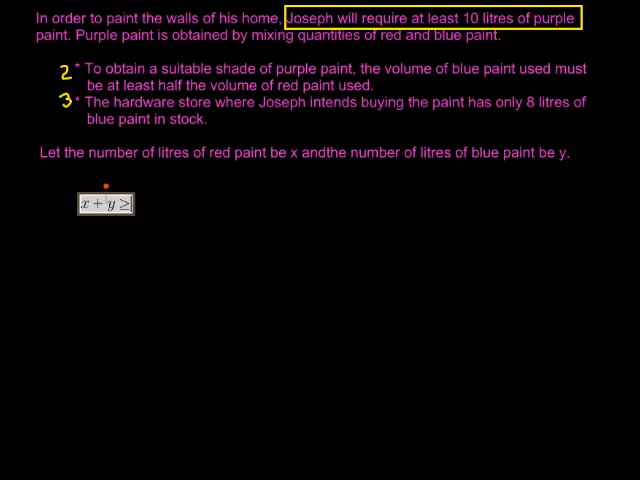 In order to paint the walls of his home, Joseph will require at least 10 litres of purple
paint. Purple paint is obtained by mixing quantities of red and blue paint.
2 * To obtain a suitable shade of purple paint, the volume of blue paint used must
be at least half the volume of red paint used.
3 * The hardware store where Joseph intends buying the paint has only 8 litres of
blue paint in stock.
Let the number of litres of red paint be x andthe number of litres of blue paint be y.
x + y ≥